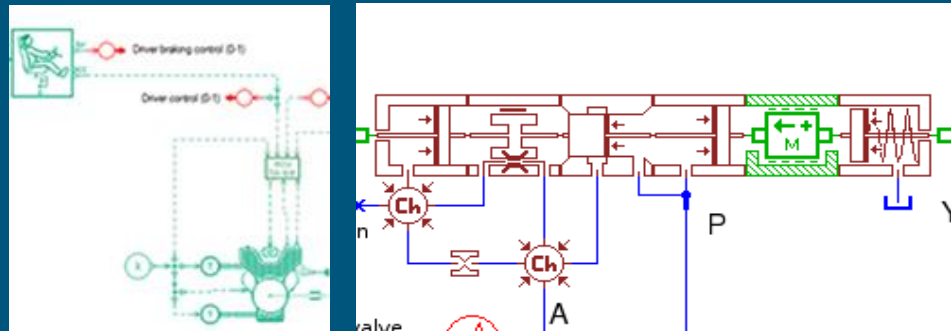 Driver braking control (0-1)
Driver control (0-1)
T
T
M
Ch
n
P
Y
Ch
A
valve
A